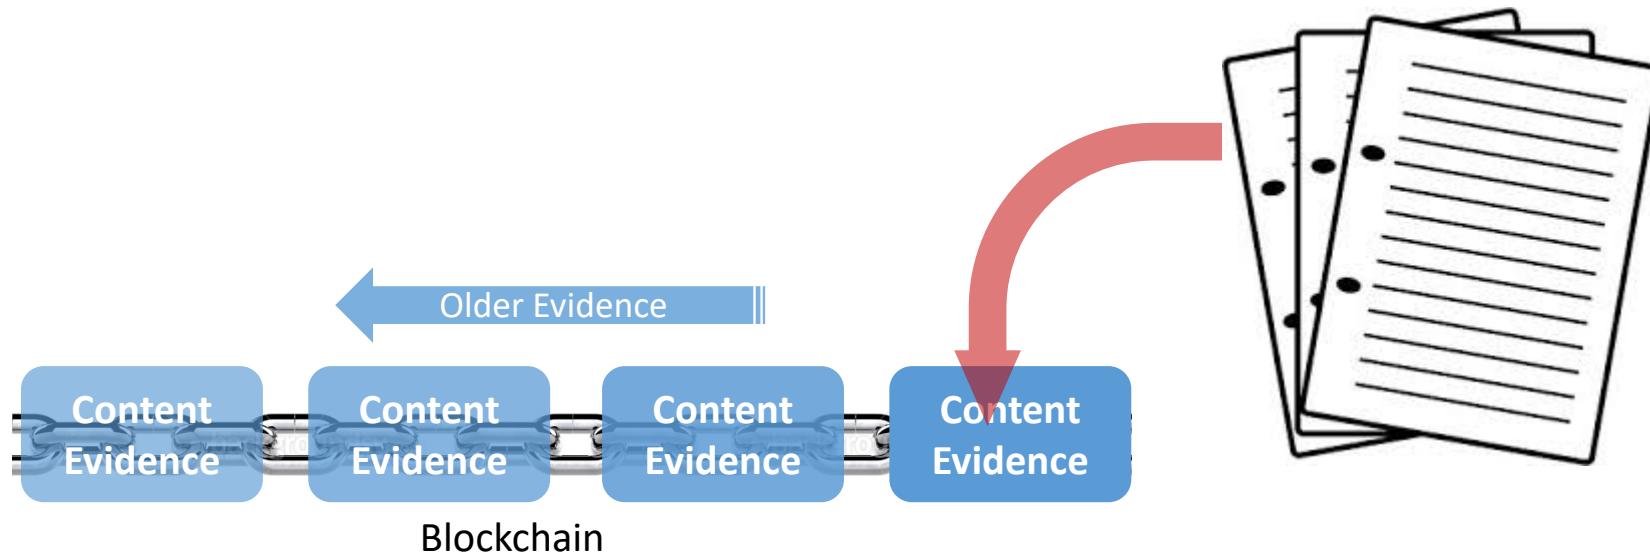 Older Evidence
Content
Evidence
Content
Evidence
Content
Evidence
Content
Evidence
Blockchain